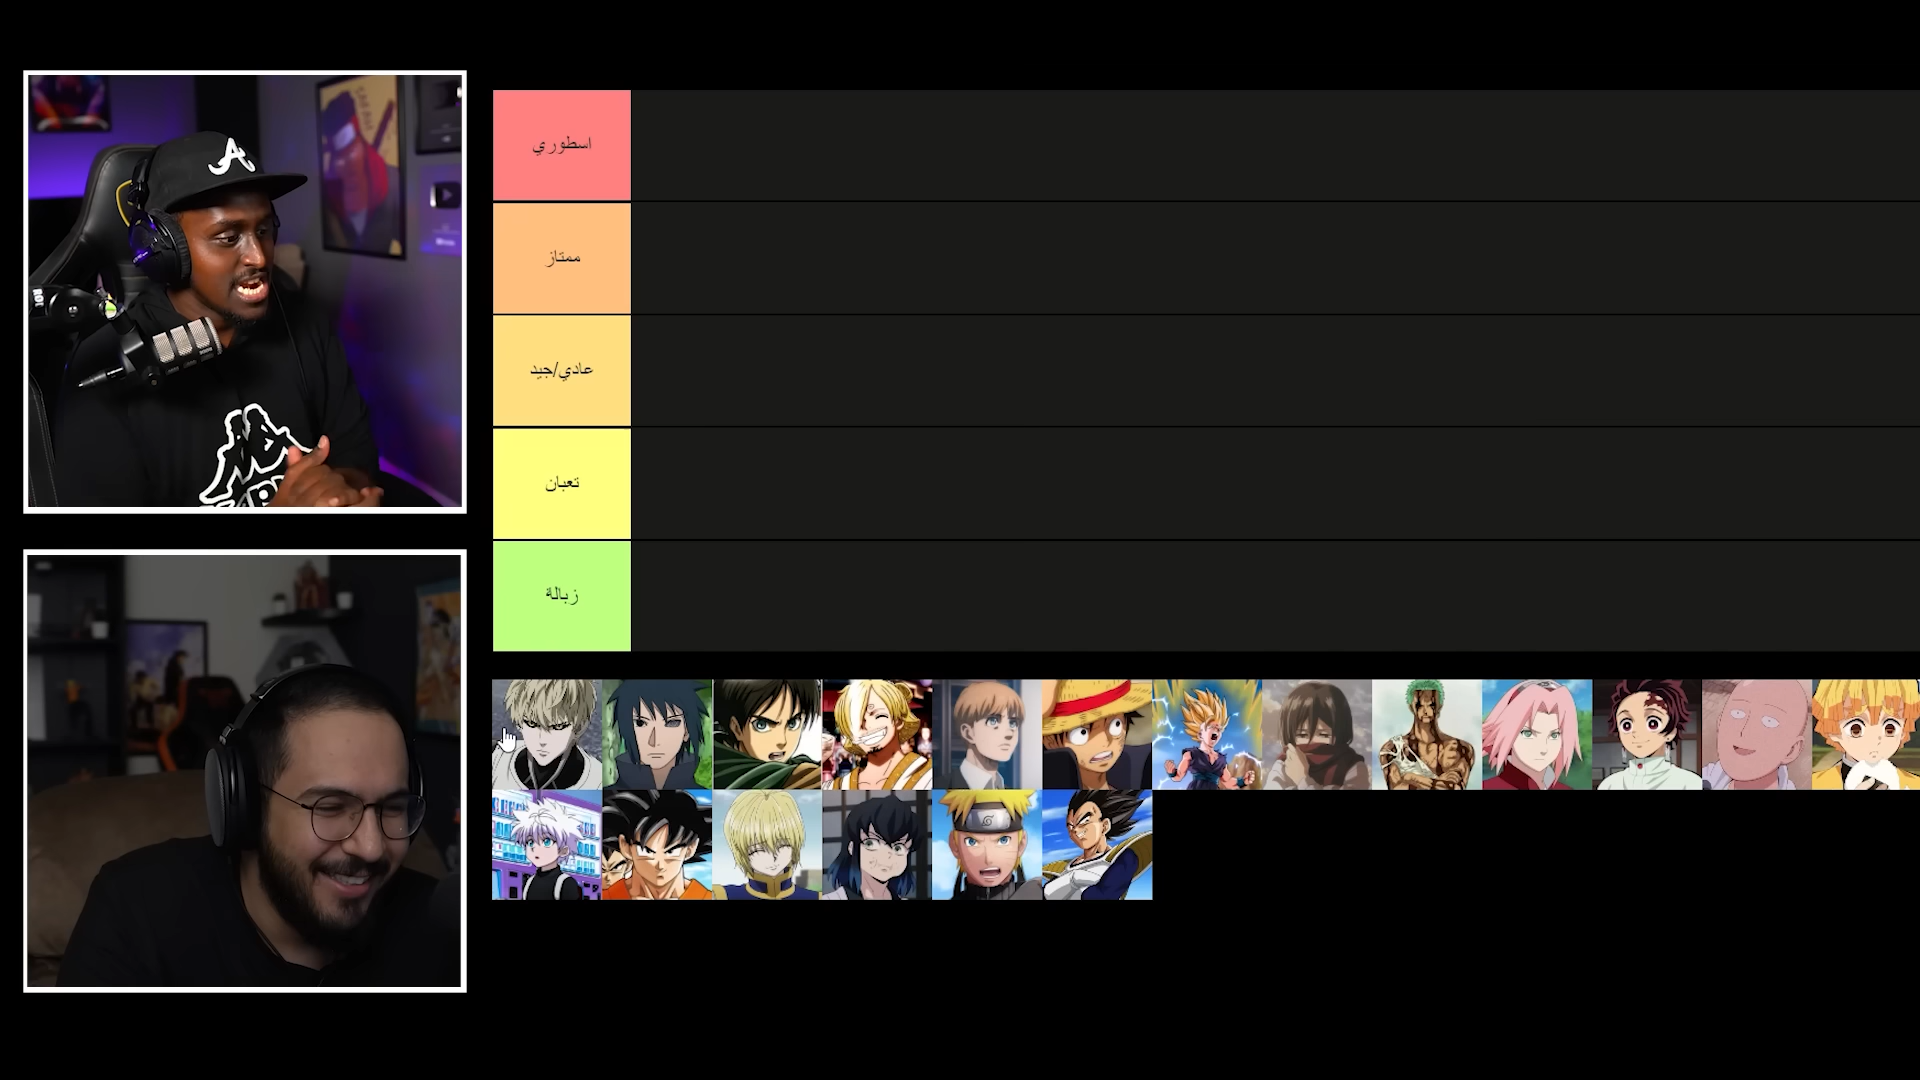 اسطوري
ممتاز
عادي/جيد
تعبان
زبالة